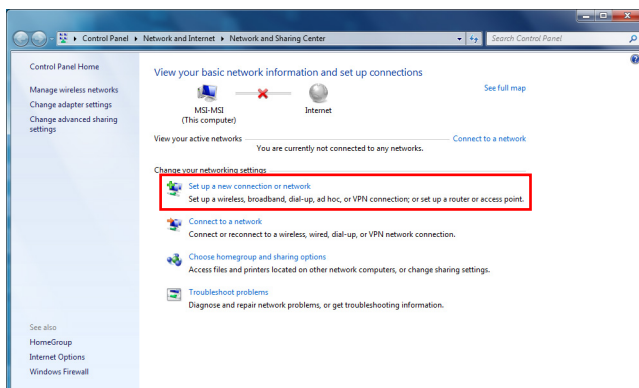 Control Panel ▸ Network and Internet ▸ Network and Sharing Center
Search Control Panel
Control Panel Home
Manage wireless networks
Change adapter settings
Change advanced sharing
settings
View your basic network information and set up connections
See full map
MSI-MSI
(This computer)
Internet
View your active networks
Connect to a network
You are currently not connected to any networks.
Change your networking settings
Set up a new connection or network
Set up a wireless, broadband, dial-up, ad hoc, or VPN connection; or set up a router or access point.
Connect to a network
Connect or reconnect to a wireless, wired, dial-up, or VPN network connection.
Choose homegroup and sharing options
Access files and printers located on other network computers, or change sharing settings.
Troubleshoot problems
Diagnose and repair network problems, or get troubleshooting information.
See also
HomeGroup
Internet Options
Windows Firewall